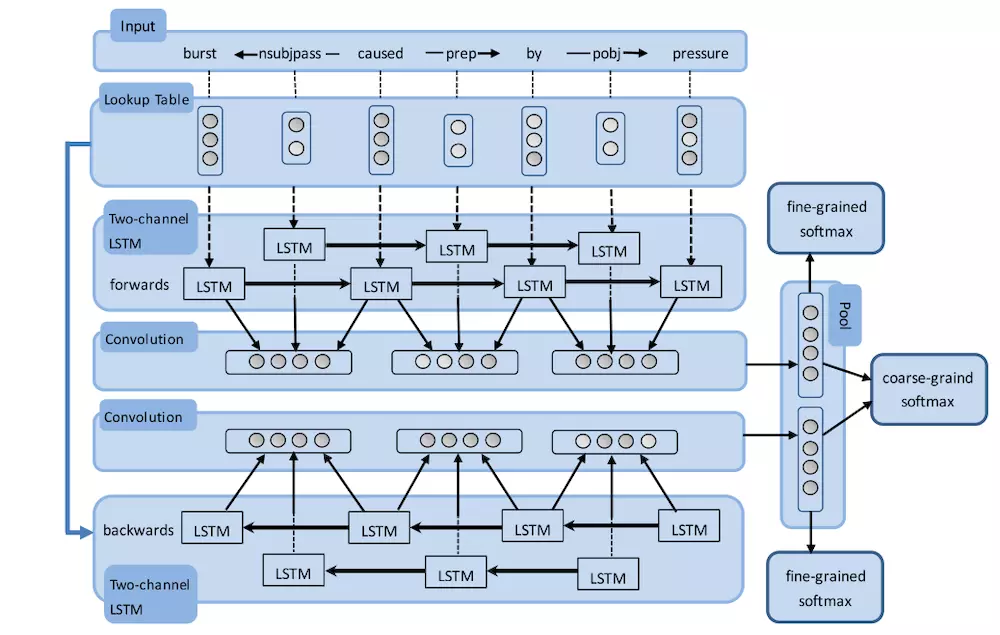 Input
burst nsubjpass caused prep by pobj pressure
Lookup Table
Two-channel
LSTM
LSTM LSTM LSTM
forwards
LSTM LSTM LSTM LSTM
Convolution
Convolution
backwards
LSTM LSTM LSTM LSTM
LSTM LSTM LSTM
Two-channel
LSTM
fine-grained
softmax
Pool
coarse-graind
softmax
fine-grained
softmax